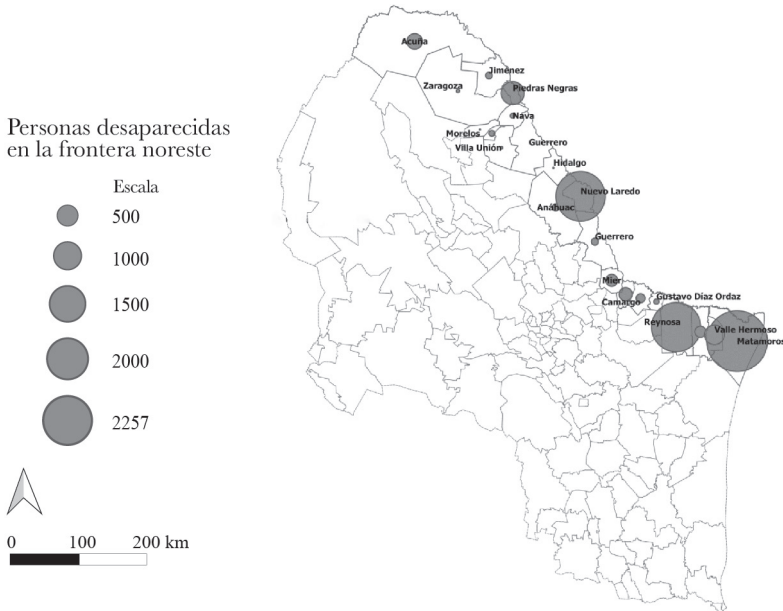 Personas desaparecidas
en la frontera noreste
Escala
500
1000
1500
2000
2257
0 100 200 km
Acuña
Jiménez
Zaragoza
Piedras Negras
Nava
Morelos
Villa Unión
Guerrero
Hidalgo
Nuevo Laredo
Anáhuac
Guerrero
Mier
Camargo
Gustavo Díaz Ordaz
Reynosa
Valle Hermoso
Matamoros